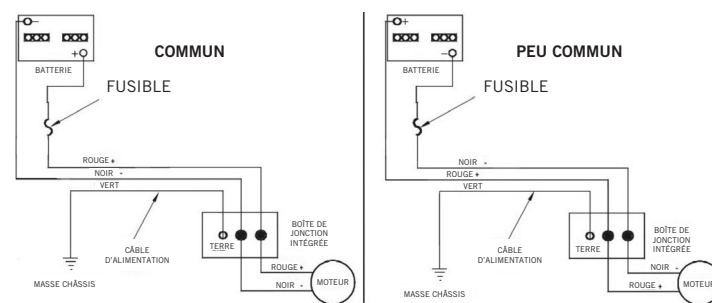 COMMUN
−
+
BATTERIE
FUSIBLE
ROUGE +
NOIR -
VERT
TERRE
BOÎTE DE
JONCTION
INTÉGRÉE
CÂBLE
D'ALIMENTATION
MASSE CHÂSSIS
ROUGE +
NOIR -
MOTEUR
PEU COMMUN
+
−
BATTERIE
FUSIBLE
NOIR -
ROUGE +
VERT
TERRE
BOÎTE DE
JONCTION
INTÉGRÉE
CÂBLE
D'ALIMENTATION
MASSE CHÂSSIS
NOIR -
ROUGE +
MOTEUR